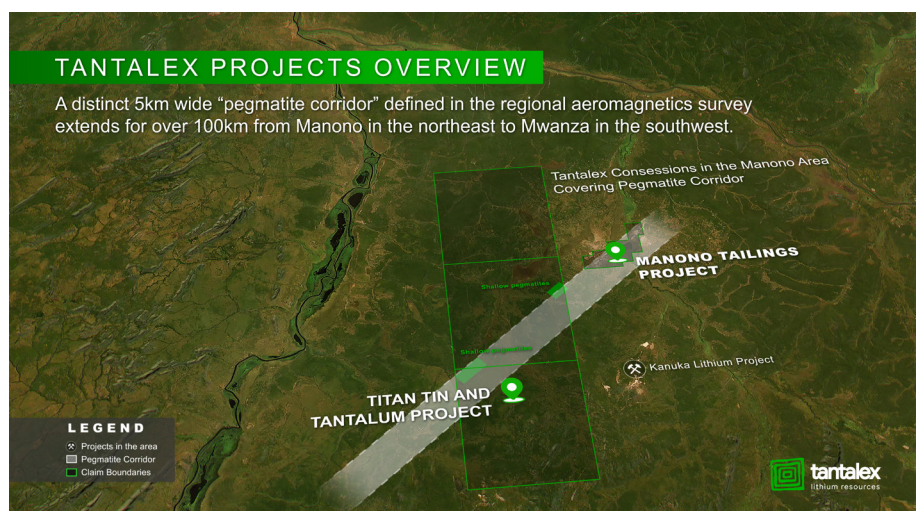 TANTALEX PROJECTS OVERVIEW
A distinct 5km wide “pegmatite corridor” defined in the regional aeromagnetics survey
extends for over 100km from Manono in the northeast to Mwanza in the southwest.
Tantalex Consessions in the Manono Area
Covering Pegmatite Corridor
MANONO TAILINGS
PROJECT
Shallow pegmatites
Shallow pegmatites
Kanuka Lithium Project
TITAN TIN AND
TANTALUM PROJECT
LEGEND
Projects in the area
Pegmatite Corridor
Claim Boundaries
tantalex
lithium resources